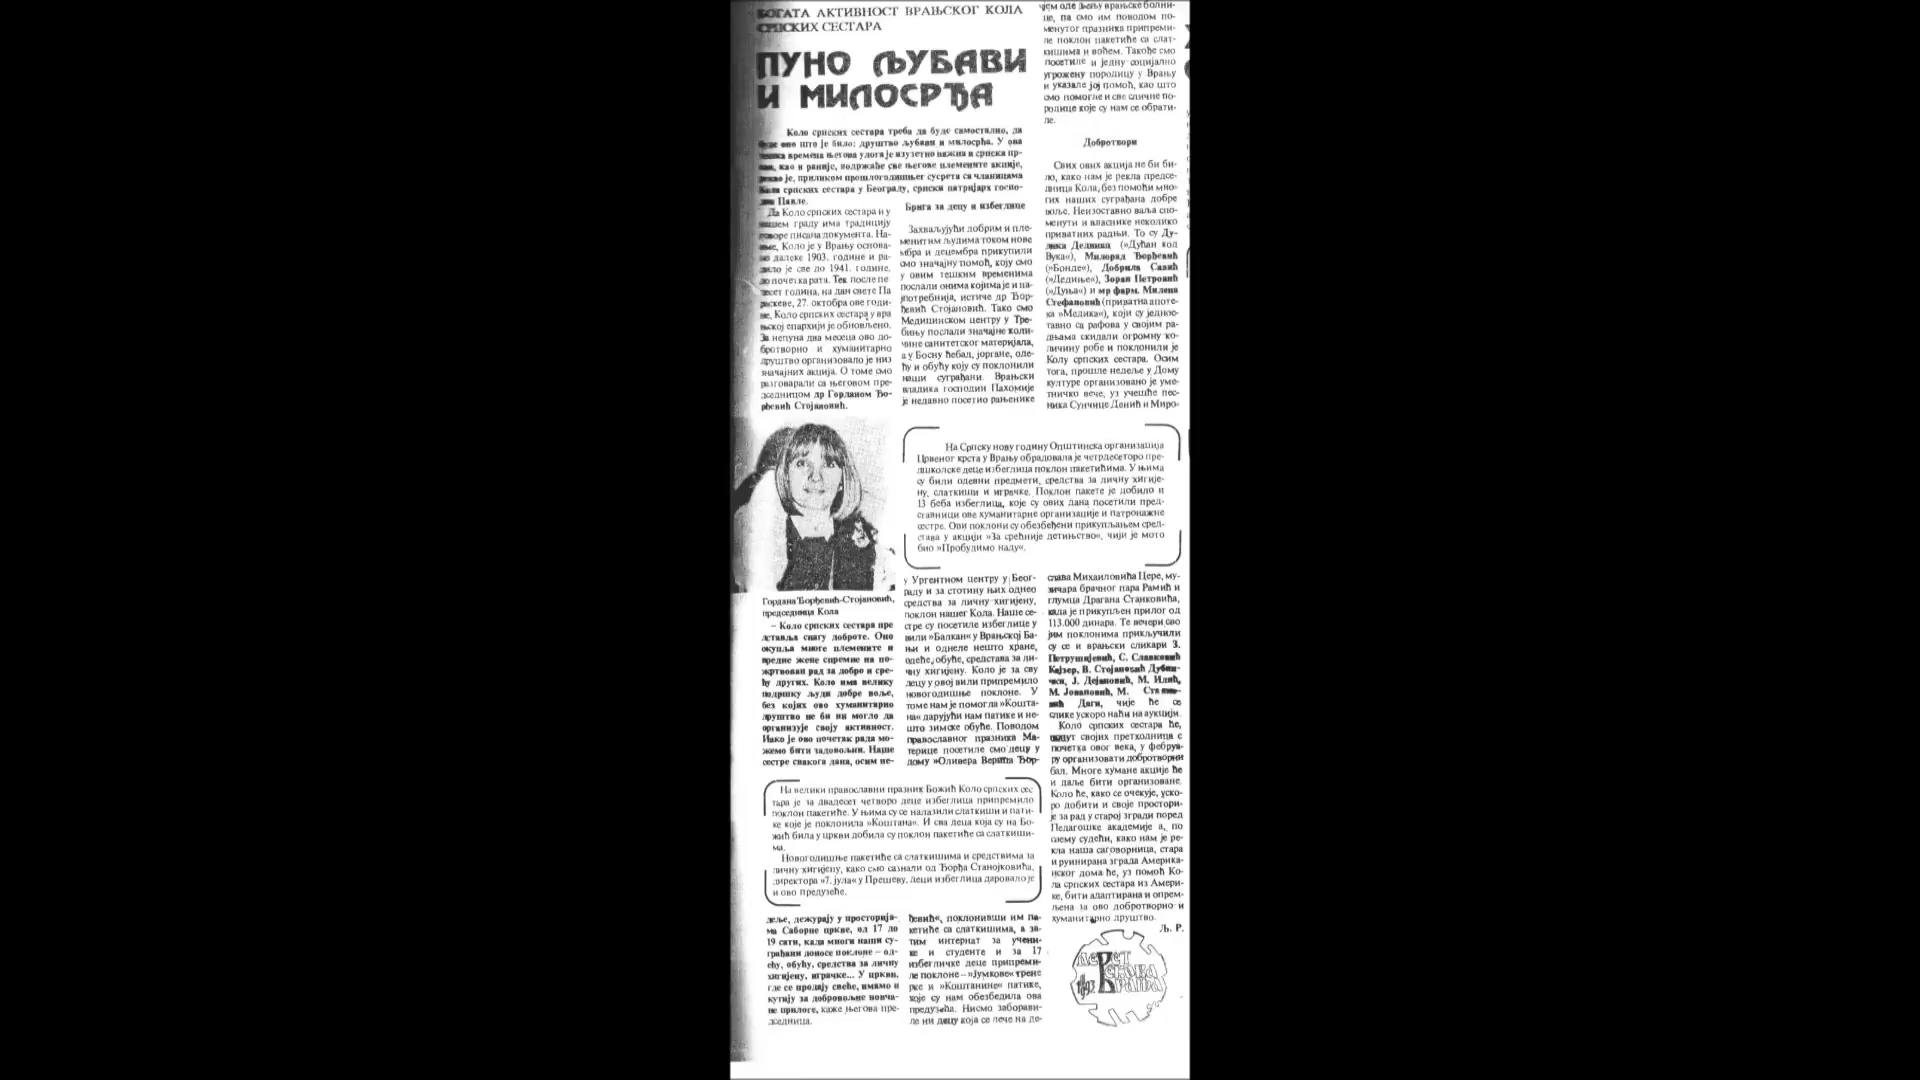 БОГАТА АКТИВНОСТ ВРАЊСКОГ КОЛА
СРПСКИХ СЕСТАРА
ПУНО ЉУБАВИ
И МИЛОСРЂА
Коло српских сестара треба да буде самостално, да
буде оно што је било: друштво љубави и милосрђа. У ова
тешка времена његова улога је изузетно важна и српска цр-
ква, као и раније, подржаће све његове племените акције,
рекао је, приликом прошлогодишњег сусрета са чланицама
Кола српских сестара у Београду, српски патријарх госпо-
дин Павле.
Да Коло српских сестара и у
нашем граду има традицију
говоре писана документа. На-
име, Коло је у Врању основа-
но далеке 1903. године и ра-
дило је све до 1941. године,
до почетка рата. Тек после пе
десет година, на дан свете Па
раскеве, 27. октобра ове годи-
не, Коло српских сестара у вра
њској епархији је обновљено.
За непуна два месеца ово до-
бротворно и хуманитарно
друштво организовало је низ
значајних акција. О томе смо
разговарали са његовом пре-
дседницом др Горданом Ђор-
ђевић Стојановић.
Гордана Ђорђевић-Стојановић,
председница Кола
– Коло српских сестара пре
дставља снагу доброте. Оно
окупља многе племените и
вредне жене спремне на по-
жртвован рад за добро и сре-
ћу других. Коло има велику
подршку људи добре воље,
без којих ово хуманитарно
друштво не би ни могло да
организује своју активност.
Иако је ово почетак рада мо-
жемо бити задовољни. Наше
сестре свакога дана, осим не-
деље, дежурају у просторија-
ма Саборне цркве, од 17 до
19 сати, када многи наши су-
грађани доносе поклоне – од-
ећу, обућу, средства за личну
хигијену, играчке... У цркви,
где се продају свеће, имамо и
кутију за добровољне новча-
не прилоге, каже његова пре-
дседница.
Брига за децу и избеглице
Захваљујући добрим и пле-
менитим људима током нове
мбра и децембра прикупили
смо значајну помоћ, коју смо
у овим тешким временима
послали онима којима је и на-
јпотребнија, истиче др Ђор-
ђевић Стојановић. Тако смо
Медицинском центру у Тре-
бињу послали значајне коли-
чине санитетског материјала,
а у Босну ћебад, јоргане, оде-
ћу и обућу коју су поклонили
наши суграђани. Врањски
владика господин Пахомије
је недавно посетио рањенике
у Ургентном центру у Беог-
раду и за стотину њих однео
средства за личну хигијену,
поклон нашег Кола. Наше се-
стре су посетиле избеглице у
вили »Балкан« у Врањској Ба-
њи и однеле нешто хране,
одеће, обуће, средстава за ли-
чну хигијену. Коло је за сву
децу у овој вили припремило
новогодишње поклоне. У
томе нам је помогла »Кошта-
на« дарујући нам патике и не-
што зимске обуће. Поводом
православног празника Ма-
терице посетиле смо децу у
дому »Оливера Верица Ђор-
ђевић«, поклонивши им па-
кетиће са слаткишима, а за-
тим интернат за учени-
ке и студенте и за 17
избегличке деце припреми-
ле поклоне – »Јумкове« трене
рке и »Коштанине« патике,
које су нам обезбедила ова
предузећа. Нисмо заборави-
ле ни децу која се лече на де-
чјем одељењу врањске болни-
це, па смо им поводом по-
менутог празника припреми-
ле поклон пакетиће са слат-
кишима и воћем. Такође смо
посетиле и једну социјално
угрожену породицу у Врању
и указале јој помоћ, као што
смо помогле и све сличне по-
родице које су нам се обрати-
ле.
Добротвори
Свих ових акција не би би-
ло, како нам је рекла предсе-
дница Кола, без помоћи мно-
гих наших суграђана добре
воље. Неизоставно ваља спо-
менути и власнике неколико
приватних радњи. То су Ду-
Деднина (»Дућан код
Вука«), Милорад Ђорђевић
(»Бонде«), Добрила Савић
(»Дедиње«), Зоран Петровић
(»Дуња«) и мр фарм. Милена
Стефановић (приватна апоте-
ка »Медика«), који су једнос-
тавно са рафова у својим ра-
дњама скидали огромну ко-
личину робе и поклонили је
Колу српских сестара. Осим
тога, прошле недеље у Дому
културе организовано је уме-
тничко вече, уз учешће пес-
ника Сунчице Денић и Миро-
слава Михаиловића Цере, му-
зичара брачног пара Рамић и
глумца Драгана Станковића,
када је прикупљен прилог од
113.000 динара. Те вечери сво
јим поклонима прикључили
су се и врањски сликари З.
Петрушијевић, С. Славковић
Кајзер, В. Стојановић
Ј. Дејановић, М. Илић,
М. Јовановић, М.
Даги, чије ће се
слике ускоро наћи на аукцији.
Коло српских сестара ће,
попут својих претходница с
почетка овог века, у фебруа-
ру организовати добротворни
бал. Многе хумане акције ће
и даље бити организоване.
Коло ће, како се очекује, уско-
ро добити и своје простори-
је за рад у старој згради поред
Педагошке академије а, по
свему судећи, како нам је ре-
кла наша саговорница, стара
и руинирана зграда Америка-
нског дома ће, уз помоћ Ко-
ла српских сестара из Амери-
ке, бити адаптирана и опрем-
љена за ово добротворно и
хуманитарно друштво.
Љ. Р.
На Српску нову годину Општинска организација
Црвеног крста у Врању обрадовала је четрдесеторо пре-
дшколске деце избеглица поклон пакетићима. У њима
су били одевни предмети, средства за личну хигије-
ну, слаткиши и играчке. Поклон пакете је добило и
13 беба избеглица, које су ових дана посетили пред-
ставници ове хуманитарне организације и патронажне
сестре. Ови поклони су обезбеђени прикупљањем сред-
става у акцији »За срећније детињство«, чији је мото
био »Пробудимо наду«.
На велики православни празник Божић Коло српских сес
тара је за двадесет четворо деце избеглица припремило
поклон пакетиће. У њима су се налазили слаткиши и пати-
ке које је поклонила »Коштана«. И сва деца која су на Бо-
жић била у цркви добила су поклон пакетиће са слаткиши-
ма.
Новогодишње пакетиће са слаткишима и средствима за
личну хигијену, како смо сазнали од Ђорђа Станојковића,
директора »7. јула« у Прешеву, деци избеглица даровало је
и ово предузеће.
ДЕВЕТ
ВЕКОВА
ВРАЊА
1093